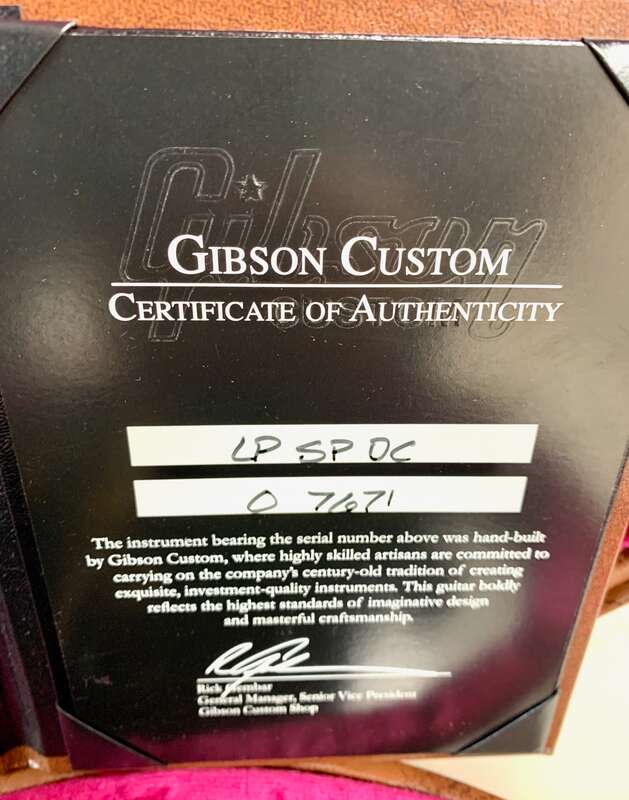 Gibson
CUSTOM
GIBSON CUSTOM
CERTIFICATE OF AUTHENTICITY
LP SP DC
0 7671
The instrument bearing the serial number above was hand-built
by Gibson Custom, where highly skilled artisans are committed to
carrying on the company's century-old tradition of creating
exquisite, investment-quality instruments. This guitar boldly
reflects the highest standards of imaginative design
and masterful craftsmanship.
Rick Gembar
General Manager, Senior Vice President
Gibson Custom Shop